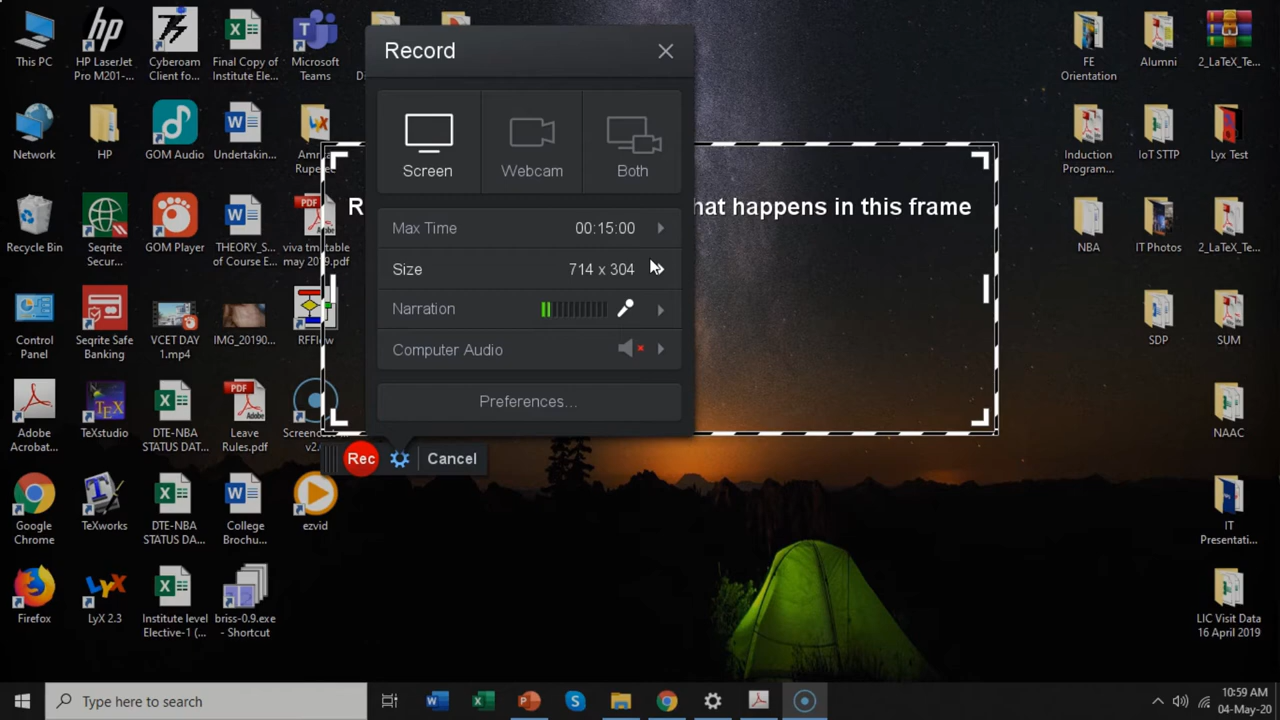 This PC
HP LaserJet
Pro M201-...
Cyberoam
Client fo...
Final Copy of
Institute Ele...
Microsoft
Teams
Network
HP
GOM Audio
Undertakin...
Recycle Bin
Seqrite
Secur...
GOM Player
THEORY_S...
of Course E...
PDF
viva tmetable
may 2019.pdf
Control
Panel
Seqrite Safe
Banking
VCET DAY
1.mp4
IMG_20190...
RFFlow
Adobe
Acrobat...
TEX
TeXstudio
DTE-NBA
STATUS DA...
PDF
Adobe
Leave
Rules.pdf
v2.
Google
Chrome
TeXworks
DTE-NBA
STATUS DA...
College
Brochu...
ezvid
Firefox
LyX 2.3
Institute level
Elective-1 (...
briss-0.9.exe
- Shortcut
Record
Screen
Webcam
Both
Max Time 00:15:00
Size 714 x 304
Narration
Computer Audio
Preferences...
Rec
Cancel
R
hat happens in this frame
FE
Orientation
Alumni
2_LaTeX_Te...
Induction
Program...
IoT STTP
Lyx Test
NBA
IT Photos
2_LaTeX_Te...
SDP
SUM
NAAC
IT
Presentati...
LIC Visit Data
16 April 2019
Type here to search
10:59 AM
04-May-20